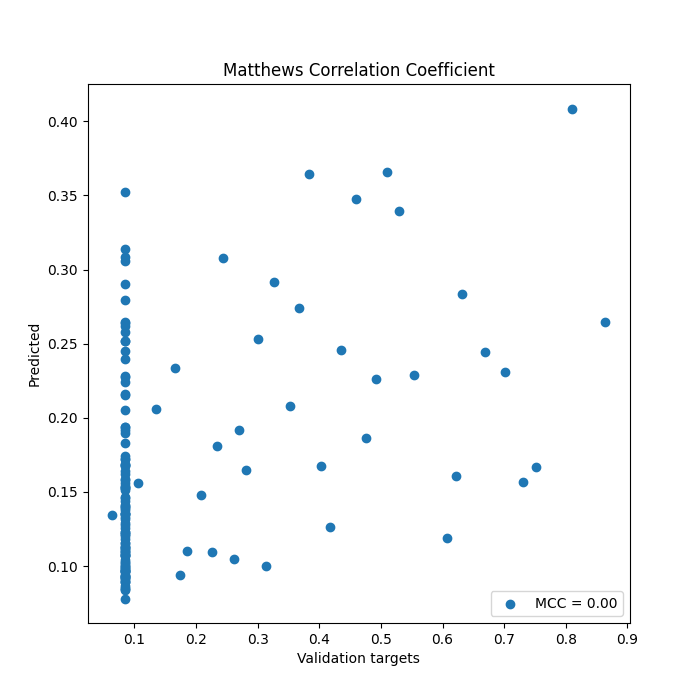 Matthews Correlation Coefficient
0.40
0.35
0.30
0.25
0.20
0.15
0.10
Predicted
MCC = 0.00
0.1 0.2 0.3 0.4 0.5 0.6 0.7 0.8 0.9
Validation targets